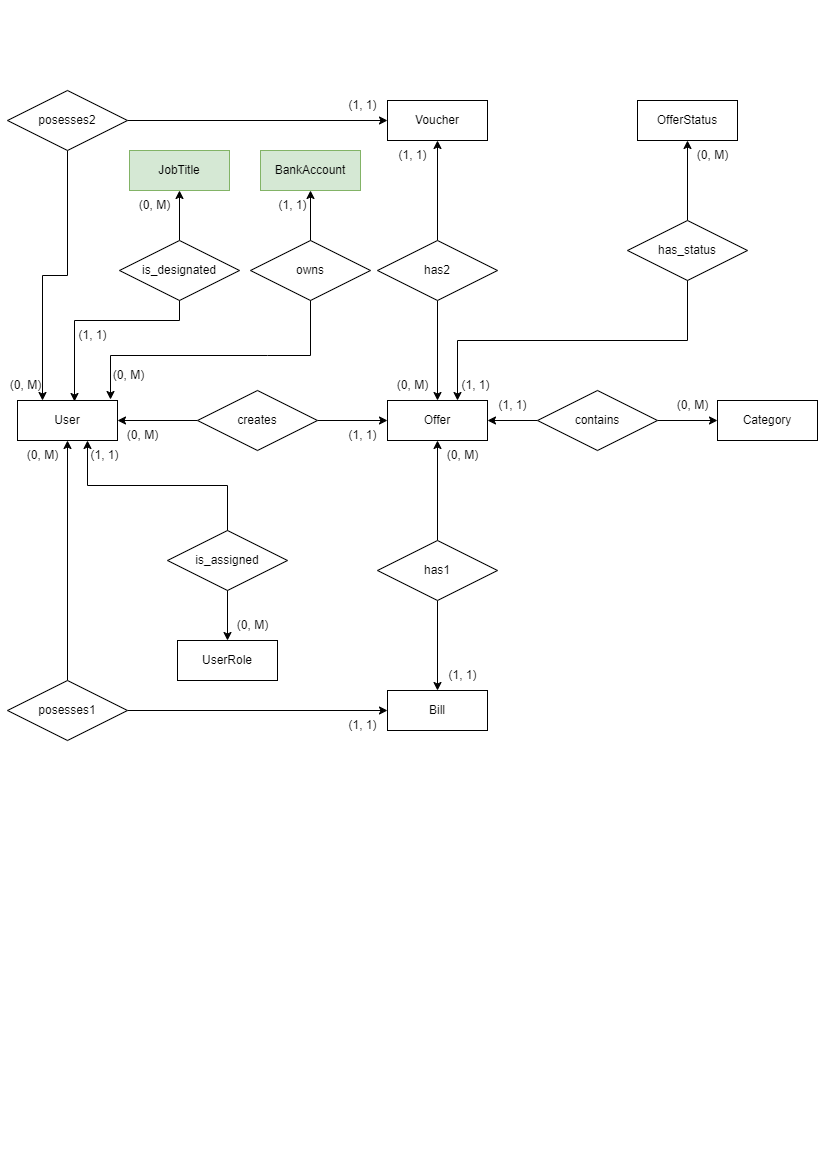 (1, 1)
posesses2
Voucher
OfferStatus
(1, 1)
(0, M)
JobTitle
BankAccount
(0, M)
(1, 1)
has_status
is_designated
owns
has2
(1, 1)
(0, M)
(0, M)
(0, M)
(1, 1)
(1, 1)
(0, M)
User
creates
Offer
contains
Category
(0, M)
(1, 1)
(0, M)
(1, 1)
(0, M)
is_assigned
has1
(0, M)
UserRole
(1, 1)
posesses1
Bill
(1, 1)